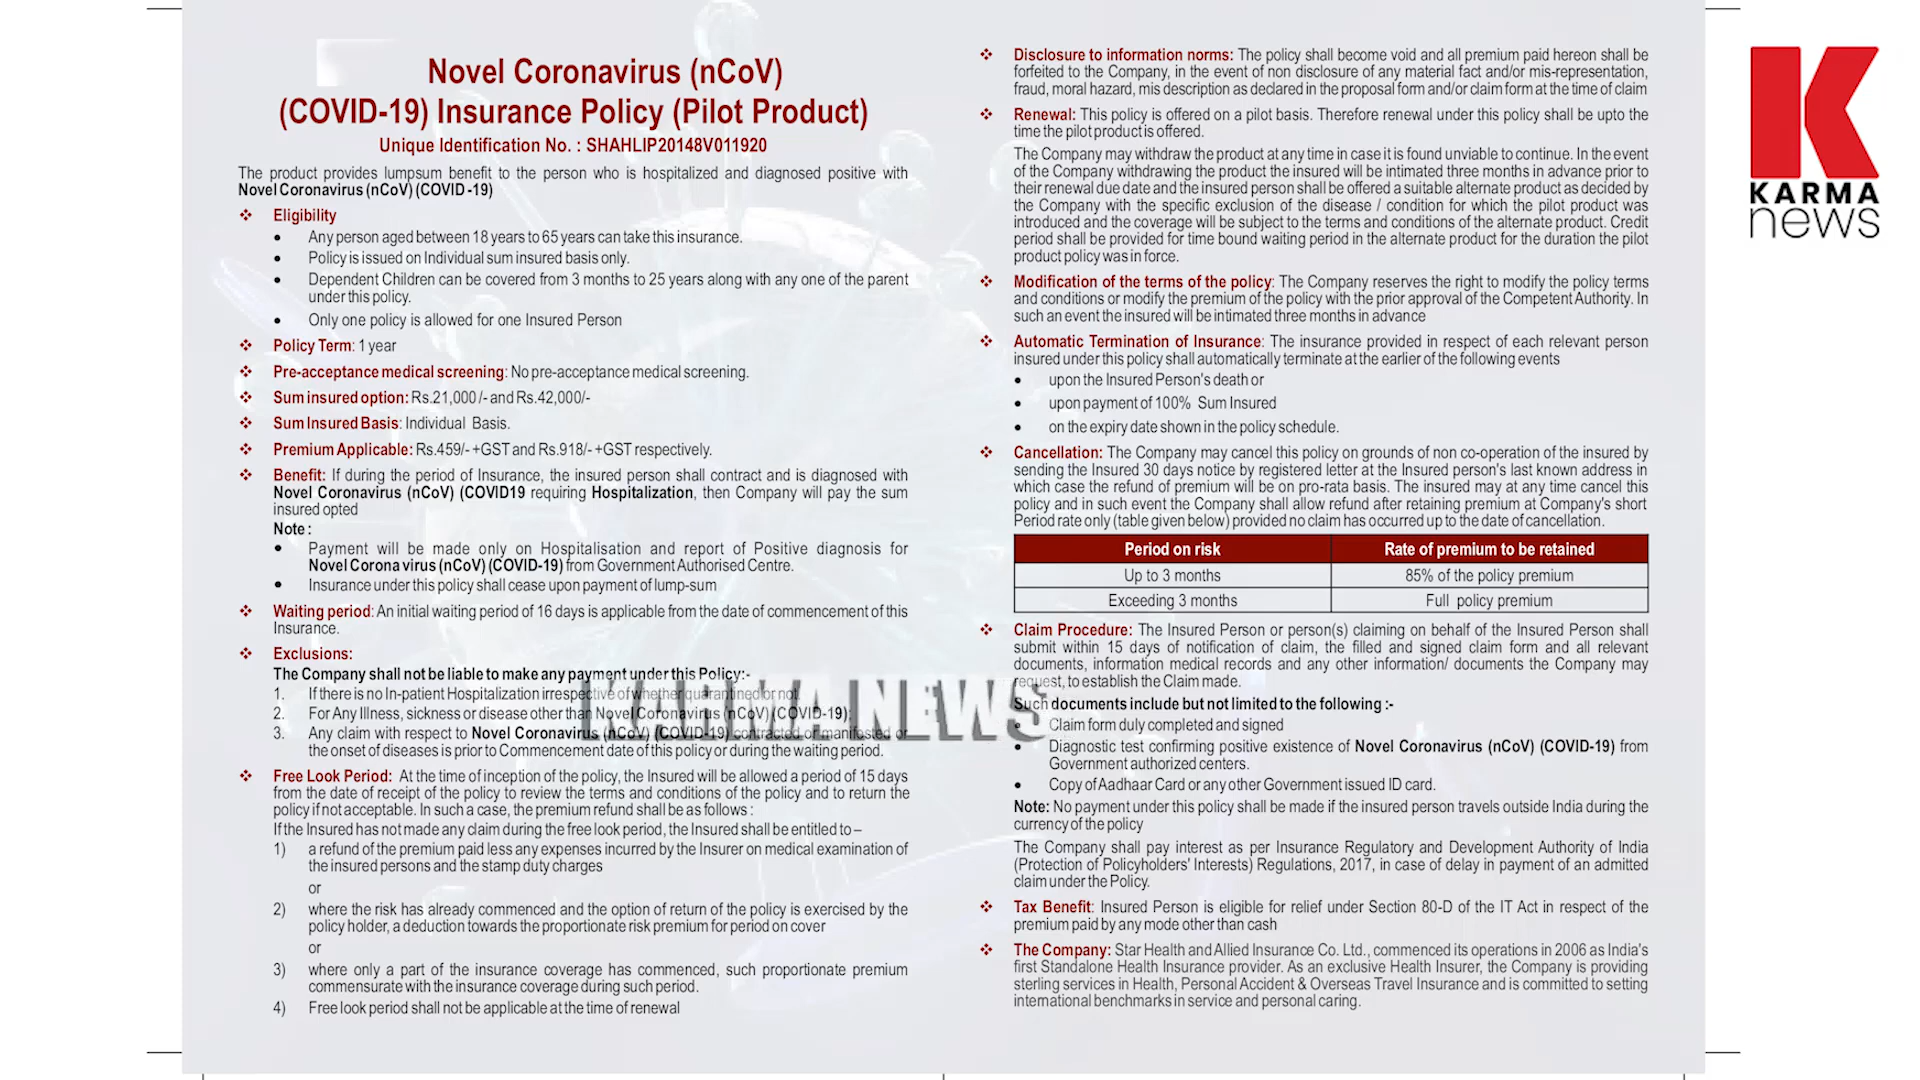 Novel Coronavirus (nCoV)
(COVID-19) Insurance Policy (Pilot Product)
Unique Identification No. : SHAHLIP20148V011920
The product provides lumpsum benefit to the person who is hospitalized and diagnosed positive with
Novel Coronavirus (nCoV) (COVID -19)
❖ Eligibility
• Any person aged between 18 years to 65 years can take this insurance.
• Policy is issued on Individual sum insured basis only.
• Dependent Children can be covered from 3 months to 25 years along with any one of the parent
under this policy.
• Only one policy is allowed for one Insured Person
❖ Policy Term: 1 year
❖ Pre-acceptance medical screening: No pre-acceptance medical screening.
❖ Sum insured option: Rs.21,000 /- and Rs.42,000/-
❖ Sum Insured Basis: Individual Basis.
❖ Premium Applicable: Rs.459/- +GST and Rs.918/- +GST respectively.
❖ Benefit: If during the period of Insurance, the insured person shall contract and is diagnosed with
Novel Coronavirus (nCoV) (COVID19 requiring Hospitalization, then Company will pay the sum
insured opted
Note :
• Payment will be made only on Hospitalisation and report of Positive diagnosis for
Novel Corona virus (nCoV) (COVID-19) from Government Authorised Centre.
• Insurance under this policy shall cease upon payment of lump-sum
❖ Waiting period: An initial waiting period of 16 days is applicable from the date of commencement of this
Insurance.
❖ Exclusions:
The Company shall not be liable to make any payment under this Policy:-
1. If there is no In-patient Hospitalization irrespective of whether quarantined or not.
2. For Any Illness, sickness or disease other than Novel Coronavirus (nCoV) (COVID-19);
3. Any claim with respect to Novel Coronavirus (nCoV) (COVID-19) contracted or manifested or
the onset of diseases is prior to Commencement date of this policy or during the waiting period.
❖ Free Look Period: At the time of inception of the policy, the Insured will be allowed a period of 15 days
from the date of receipt of the policy to review the terms and conditions of the policy and to return the
policy if not acceptable. In such a case, the premium refund shall be as follows :
If the Insured has not made any claim during the free look period, the Insured shall be entitled to –
1) a refund of the premium paid less any expenses incurred by the Insurer on medical examination of
the insured persons and the stamp duty charges
or
2) where the risk has already commenced and the option of return of the policy is exercised by the
policy holder, a deduction towards the proportionate risk premium for period on cover
or
3) where only a part of the insurance coverage has commenced, such proportionate premium
commensurate with the insurance coverage during such period.
4) Free look period shall not be applicable at the time of renewal
❖ Disclosure to information norms: The policy shall become void and all premium paid hereon shall be
forfeited to the Company, in the event of non disclosure of any material fact and/or mis-representation,
fraud, moral hazard, mis description as declared in the proposal form and/or claim form at the time of claim
❖ Renewal: This policy is offered on a pilot basis. Therefore renewal under this policy shall be upto the
time the pilot product is offered.
The Company may withdraw the product at any time in case it is found unviable to continue. In the event
of the Company withdrawing the product the insured will be intimated three months in advance prior to
their renewal due date and the insured person shall be offered a suitable alternate product as decided by
the Company with the specific exclusion of the disease / condition for which the pilot product was
introduced and the coverage will be subject to the terms and conditions of the alternate product. Credit
period shall be provided for time bound waiting period in the alternate product for the duration the pilot
product policy was in force.
❖ Modification of the terms of the policy: The Company reserves the right to modify the policy terms
and conditions or modify the premium of the policy with the prior approval of the Competent Authority. In
such an event the insured will be intimated three months in advance
❖ Automatic Termination of Insurance: The insurance provided in respect of each relevant person
insured under this policy shall automatically terminate at the earlier of the following events
• upon the Insured Person's death or
• upon payment of 100% Sum Insured
• on the expiry date shown in the policy schedule.
❖ Cancellation: The Company may cancel this policy on grounds of non co-operation of the insured by
sending the Insured 30 days notice by registered letter at the Insured person's last known address in
which case the refund of premium will be on pro-rata basis. The insured may at any time cancel this
policy and in such event the Company shall allow refund after retaining premium at Company's short
Period rate only (table given below) provided no claim has occurred up to the date of cancellation.
Period on risk Rate of premium to be retained
Up to 3 months 85% of the policy premium
Exceeding 3 months Full policy premium
❖ Claim Procedure: The Insured Person or person(s) claiming on behalf of the Insured Person shall
submit within 15 days of notification of claim, the filled and signed claim form and all relevant
documents, information medical records and any other information/ documents the Company may
request, to establish the Claim made.
Such documents include but not limited to the following :-
• Claim form duly completed and signed
• Diagnostic test confirming positive existence of Novel Coronavirus (nCoV) (COVID-19) from
Government authorized centers.
• Copy of Aadhaar Card or any other Government issued ID card.
Note: No payment under this policy shall be made if the insured person travels outside India during the
currency of the policy
The Company shall pay interest as per Insurance Regulatory and Development Authority of India
(Protection of Policyholders' Interests) Regulations, 2017, in case of delay in payment of an admitted
claim under the Policy.
❖ Tax Benefit: Insured Person is eligible for relief under Section 80-D of the IT Act in respect of the
premium paid by any mode other than cash
❖ The Company: Star Health and Allied Insurance Co. Ltd., commenced its operations in 2006 as India's
first Standalone Health Insurance provider. As an exclusive Health Insurer, the Company is providing
sterling services in Health, Personal Accident & Overseas Travel Insurance and is committed to setting
international benchmarks in service and personal caring.
KARMA NEWS
K
KARMA
news